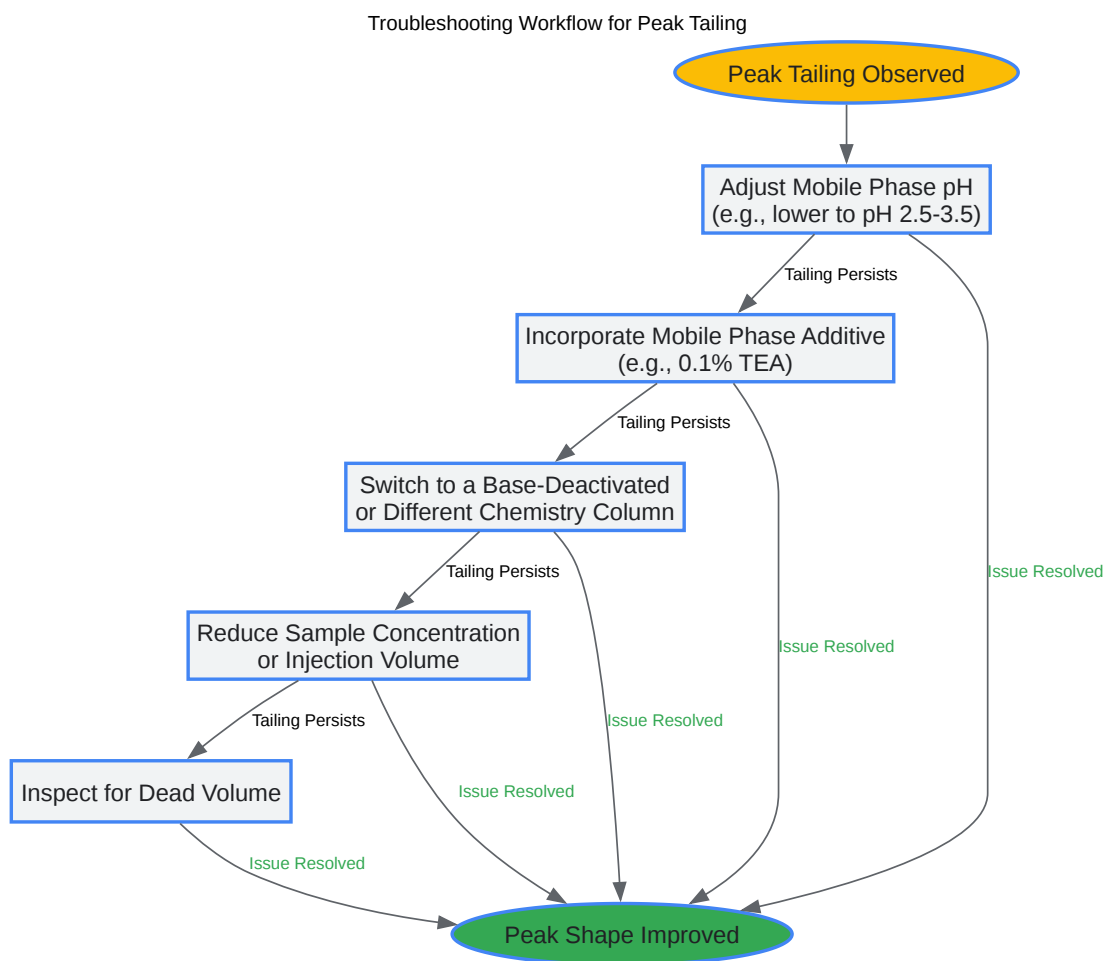 Troubleshooting Workflow for Peak Tailing
Peak Tailing Observed
Adjust Mobile Phase pH
(e.g., lower to pH 2.5-3.5)
Tailing Persists
Incorporate Mobile Phase Additive
(e.g., 0.1% TEA)
Tailing Persists
Switch to a Base-Deactivated
or Different Chemistry Column
Tailing Persists
Issue Resolved
Reduce Sample Concentration
or Injection Volume
Issue Resolved
Tailing Persists
Issue Resolved
Inspect for Dead Volume
Issue Resolved
Issue Resolved
Peak Shape Improved